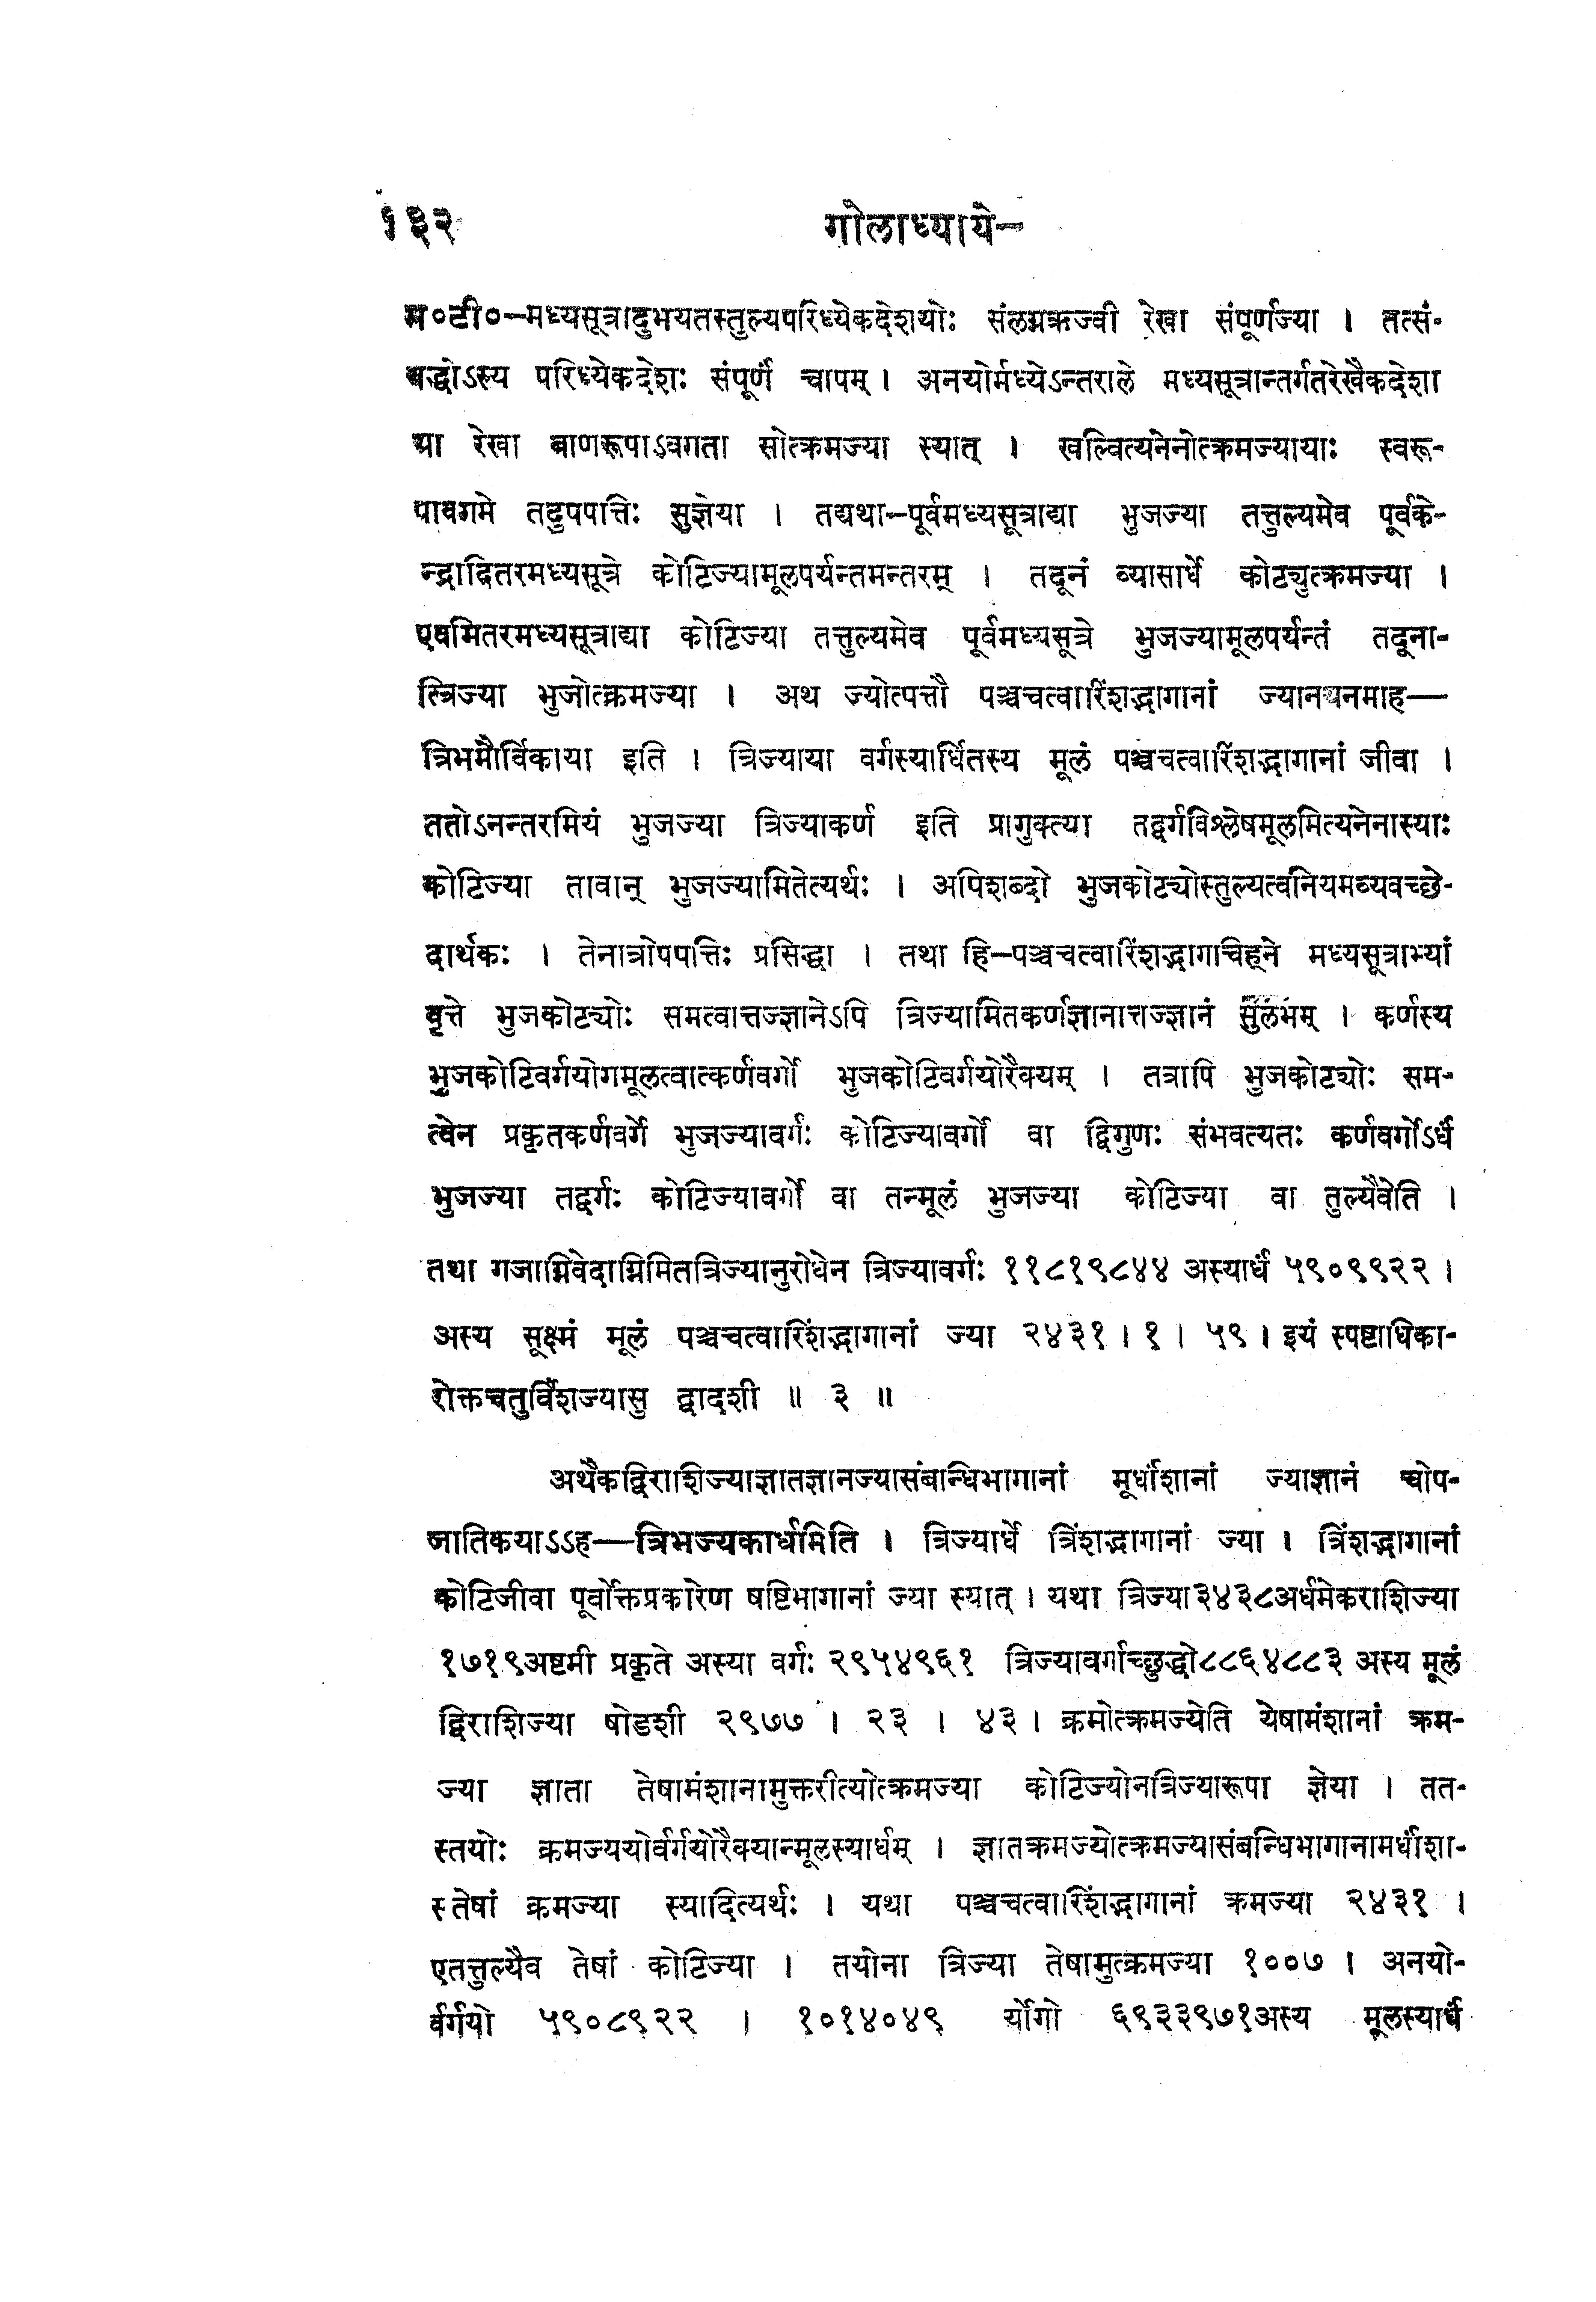 १३२ गोलाध्याये-
म०टी०-मध्यसूत्रादुभयतस्तुल्यपरिध्येकदेशयोः संलग्नऋज्वी रेखा संपूर्णज्या । तत्सं-
बद्धोऽस्य परिध्येकदेशः संपूर्णं चापम् । अनयोर्मध्येऽन्तराले मध्यसूत्रान्तर्गतरेखैकदेशा
या रेखा बाणरूपाऽवगता सोत्क्रमज्या स्यात् । खल्वित्यनेनोत्क्रमज्यायाः स्वरू-
पावगमे तदुपपत्तिः सुज्ञेया । तद्यथा-पूर्वमध्यसूत्राद्या भुजज्या तत्तुल्यमेव पूर्वके-
न्द्रादितरमध्यसूत्रे कोटिज्यामूलपर्यन्तमन्तरम् । तदूनं व्यासार्धे कोट्युत्क्रमज्या ।
एवमितरमध्यसूत्राद्या कोटिज्या तत्तुल्यमेव पूर्वमध्यसूत्रे भुजज्यामूलपर्यन्तं तदूना-
त्त्रिज्या भुजोत्क्रमज्या । अथ ज्योत्पत्तौ पञ्चचत्वारिंशद्भागानां ज्यानयनमाह—
त्रिभमौर्विकाया इति । त्रिज्याया वर्गस्यार्धितस्य मूलं पञ्चचत्वारिंशद्भागानां जीवा ।
ततोऽनन्तरमियं भुजज्या त्रिज्याकर्ण इति प्रागुक्त्या तद्वर्गविश्लेषमूलमित्यनेनास्याः
कोटिज्या तावान् भुजज्यामितेत्यर्थः । अपिशब्दो भुजकोट्योस्तुल्यत्वनियमव्यवच्छे-
दार्थकः । तेनात्रोपपत्तिः प्रसिद्धा । तथा हि-पञ्चचत्वारिंशद्भागचिह्ने मध्यसूत्राभ्यां
वृत्ते भुजकोट्योः समत्वात्तज्ज्ञानेऽपि त्रिज्यामितकर्णज्ञानात्तज्ज्ञानं सुलभम् । कर्णस्य
भुजकोटिवर्गयोगमूलत्वात्कर्णवर्गो भुजकोटिवर्गयोरैक्यम् । तत्रापि भुजकोट्योः सम-
त्वेन प्रकृतकर्णवर्गे भुजज्यावर्गः कोटिज्यावर्गो वा द्विगुणः संभवत्यतः कर्णवर्गोऽर्धं
भुजज्या तद्वर्गः कोटिज्यावर्गो वा तन्मूलं भुजज्या कोटिज्या वा तुल्यैवेति ।
तथा गजाग्निवेदाग्निमितत्रिज्यानुरोधेन त्रिज्यावर्गः ११८१९८४४ अस्यार्धं ५९०९९२२ ।
अस्य सूक्ष्मं मूलं पञ्चचत्वारिंशद्भागानां ज्या २४३१ । १ । ५९ । इयं स्पष्टाधिका-
रोक्तचतुर्विंशज्यासु द्वादशी ॥ ३ ॥
अथैकद्विराशिज्याज्ञातज्ञानज्यासंबन्धिभागानां मूर्धांशानां ज्याज्ञानं चोप-
जातिकयाऽऽह—त्रिभज्यकार्धामिति । त्रिज्यार्धे त्रिंशद्भागानां ज्या । त्रिंशद्भागानां
कोटिजीवा पूर्वोक्तप्रकारेण षष्टिभागानां ज्या स्यात् । यथा त्रिज्या३४३८अर्धमेकराशिज्या
१७१९अष्टमी प्रकृते अस्या वर्गः २९५४९६१ त्रिज्यावर्गाच्छुद्धो८८६४८८३ अस्य मूलं
द्विराशिज्या षोडशी २९७७ । २३ । ४३ । क्रमोत्क्रमज्येति येषामंशानां क्रम-
ज्या ज्ञाता तेषामंशानामुक्तरीत्योत्क्रमज्या कोटिज्योनत्रिज्यारूपा ज्ञेया । तत-
स्तयोः क्रमज्ययोर्वर्गयोरैक्यान्मूलस्यार्धम् । ज्ञातक्रमज्योत्क्रमज्यासंबन्धिभागानामर्धांशा-
स्तेषां क्रमज्या स्यादित्यर्थः । यथा पञ्चचत्वारिंशद्भागानां क्रमज्या २४३१ ।
एतत्तुल्यैव तेषां कोटिज्या । तयोना त्रिज्या तेषामुत्क्रमज्या १००७ । अनयो-
र्वर्गयो ५९०८९२२ । १०१४०४९ र्योगो ६९३३९७१अस्य मूलस्यार्धं